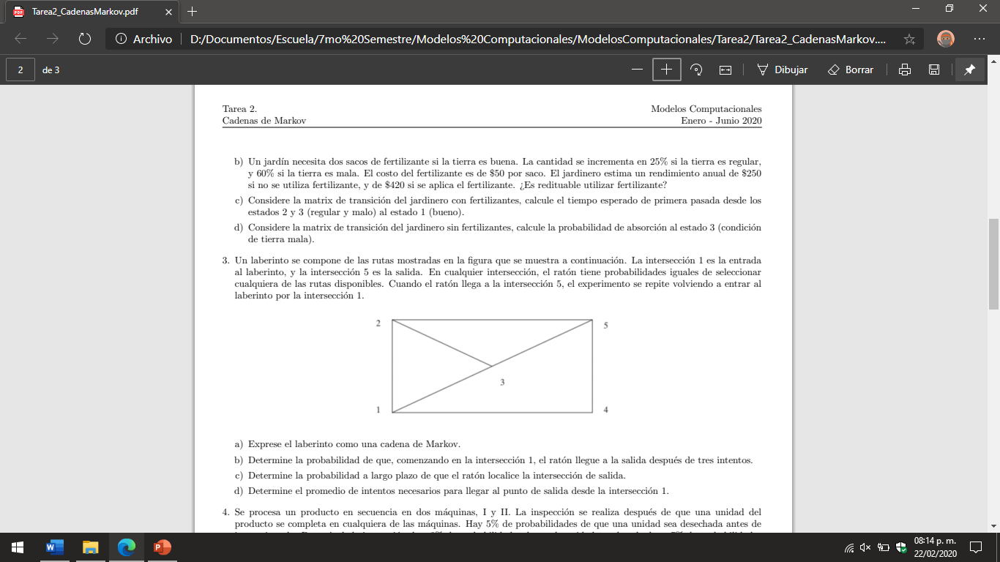 Tarea2_CadenasMarkov.pdf
Archivo
D:/Documentos/Escuela/7mo%20Semestre/Modelos%20Computacionales/ModelosComputacionales/Tarea2/Tarea2_CadenasMarkov....
2 de 3
Dibujar
Borrar
Tarea 2. Modelos Computacionales
Cadenas de Markov Enero - Junio 2020
b) Un jardín necesita dos sacos de fertilizante si la tierra es buena. La cantidad se incrementa en 25% si la tierra es regular,
y 60% si la tierra es mala. El costo del fertilizante es de $50 por saco. El jardinero estima un rendimiento anual de $250
si no se utiliza fertilizante, y de $420 si se aplica el fertilizante. ¿Es redituable utilizar fertilizante?
c) Considere la matriz de transición del jardinero con fertilizantes, calcule el tiempo esperado de primera pasada desde los
estados 2 y 3 (regular y malo) al estado 1 (bueno).
d) Considere la matriz de transición del jardinero sin fertilizantes, calcule la probabilidad de absorción al estado 3 (condición
de tierra mala).
3. Un laberinto se compone de las rutas mostradas en la figura que se muestra a continuación. La intersección 1 es la entrada
al laberinto, y la intersección 5 es la salida. En cualquier intersección, el ratón tiene probabilidades iguales de seleccionar
cualquiera de las rutas disponibles. Cuando el ratón llega a la intersección 5, el experimento se repite volviendo a entrar al
laberinto por la intersección 1.
2
5
3
1
4
a) Exprese el laberinto como una cadena de Markov.
b) Determine la probabilidad de que, comenzando en la intersección 1, el ratón llegue a la salida después de tres intentos.
c) Determine la probabilidad a largo plazo de que el ratón localice la intersección de salida.
d) Determine el promedio de intentos necesarios para llegar al punto de salida desde la intersección 1.
4. Se procesa un producto en secuencia en dos máquinas, I y II. La inspección se realiza después de que una unidad del
producto se completa en cualquiera de las máquinas. Hay 5% de probabilidades de que una unidad sea desechada antes de
08:14 p. m.
22/02/2020